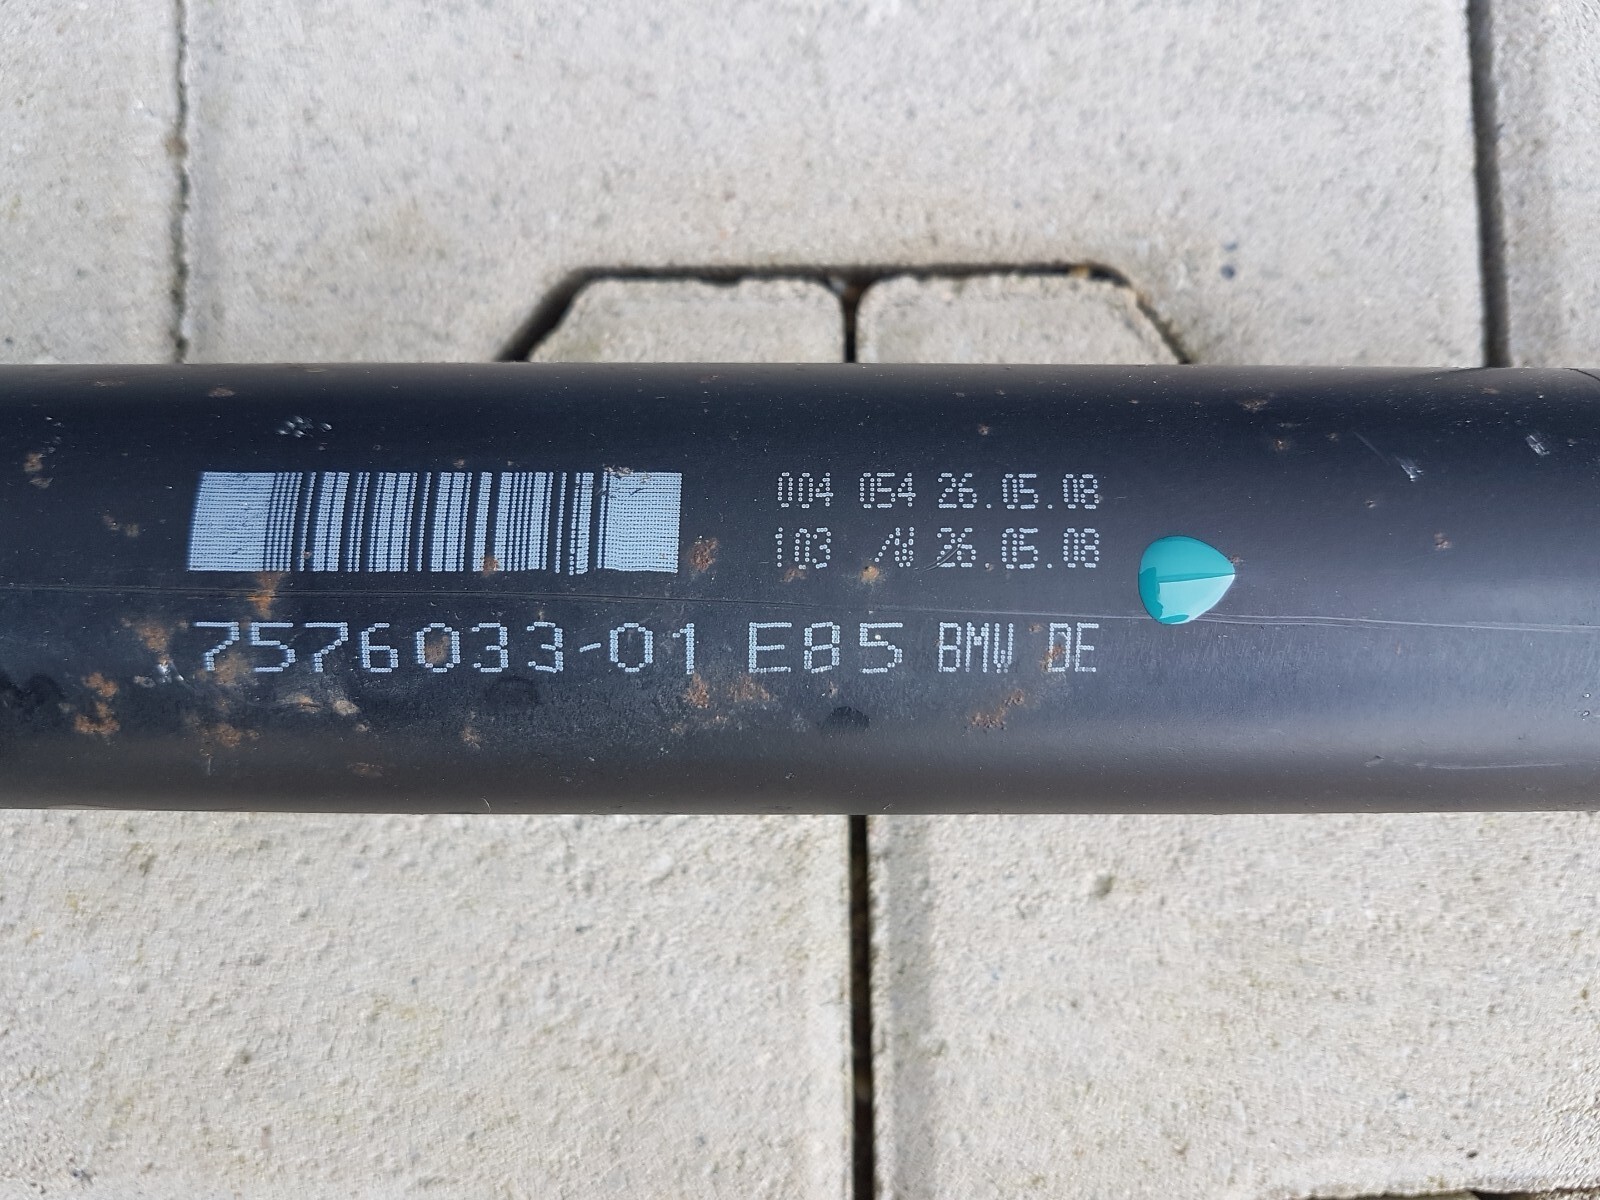 004 054 26.05.08
103 /N 26.05.08
7576033-01 E85 BMW DE